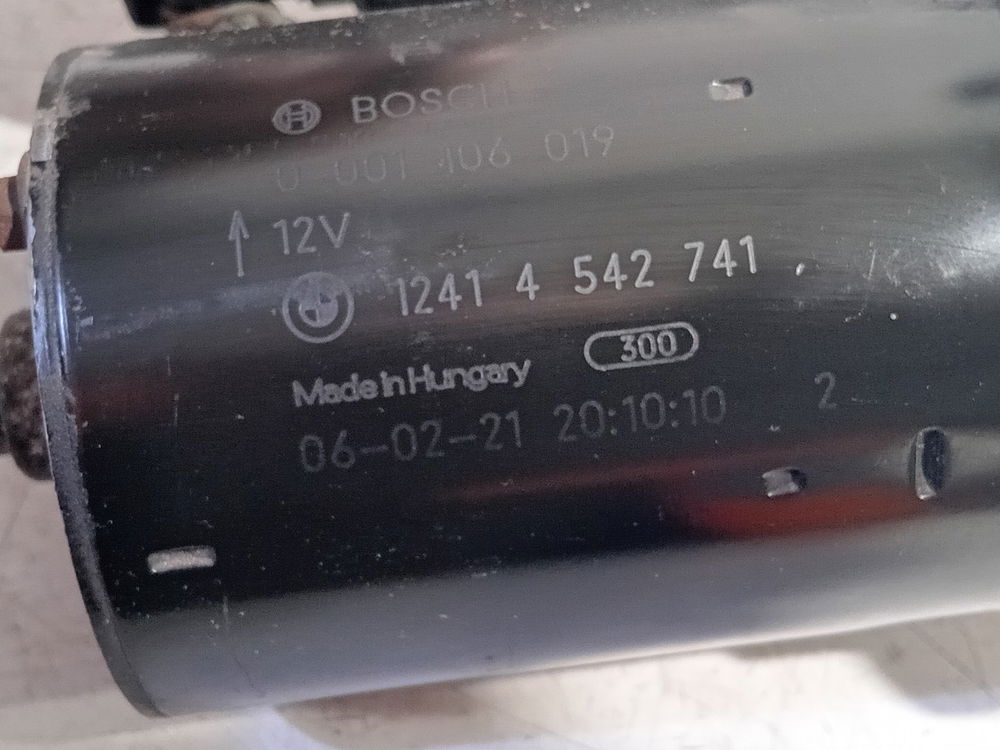 BOSCH
0 001 106 019
12V
1241 4 542 741
300
Made in Hungary
06-02-21 20:10:10 2